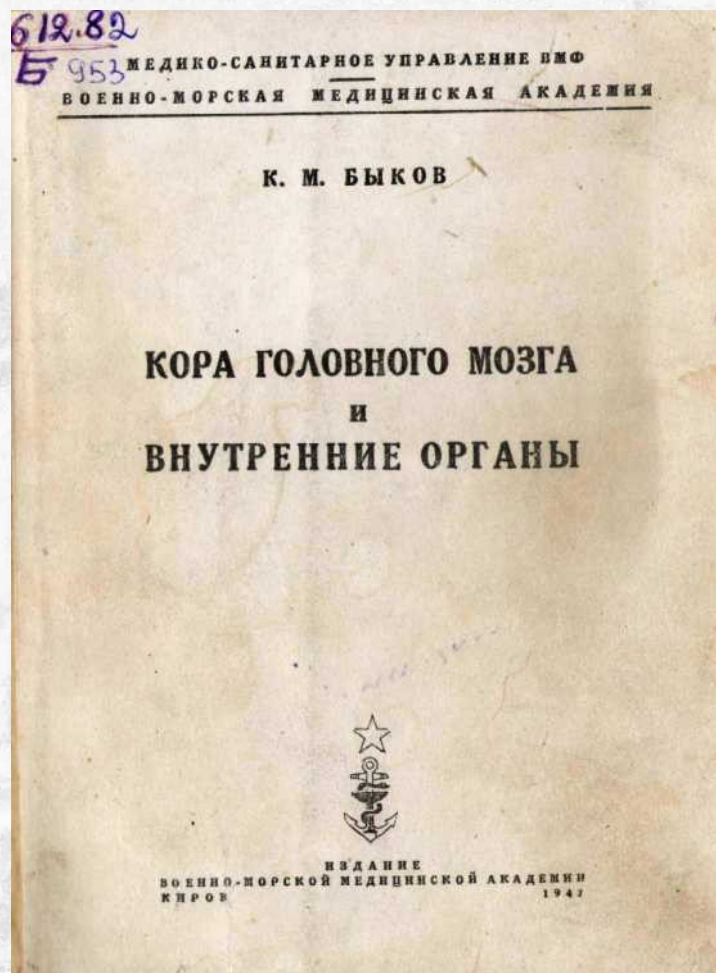 612.82
Б 953
МЕДИКО-САНИТАРНОЕ УПРАВЛЕНИЕ ВМФ
ВОЕННО-МОРСКАЯ МЕДИЦИНСКАЯ АКАДЕМИЯ
К. М. БЫКОВ
КОРА ГОЛОВНОГО МОЗГА
И
ВНУТРЕННИЕ ОРГАНЫ
ИЗДАНИЕ
ВОЕННО-МОРСКОЙ МЕДИЦИНСКОЙ АКАДЕМИИ
КИРОВ